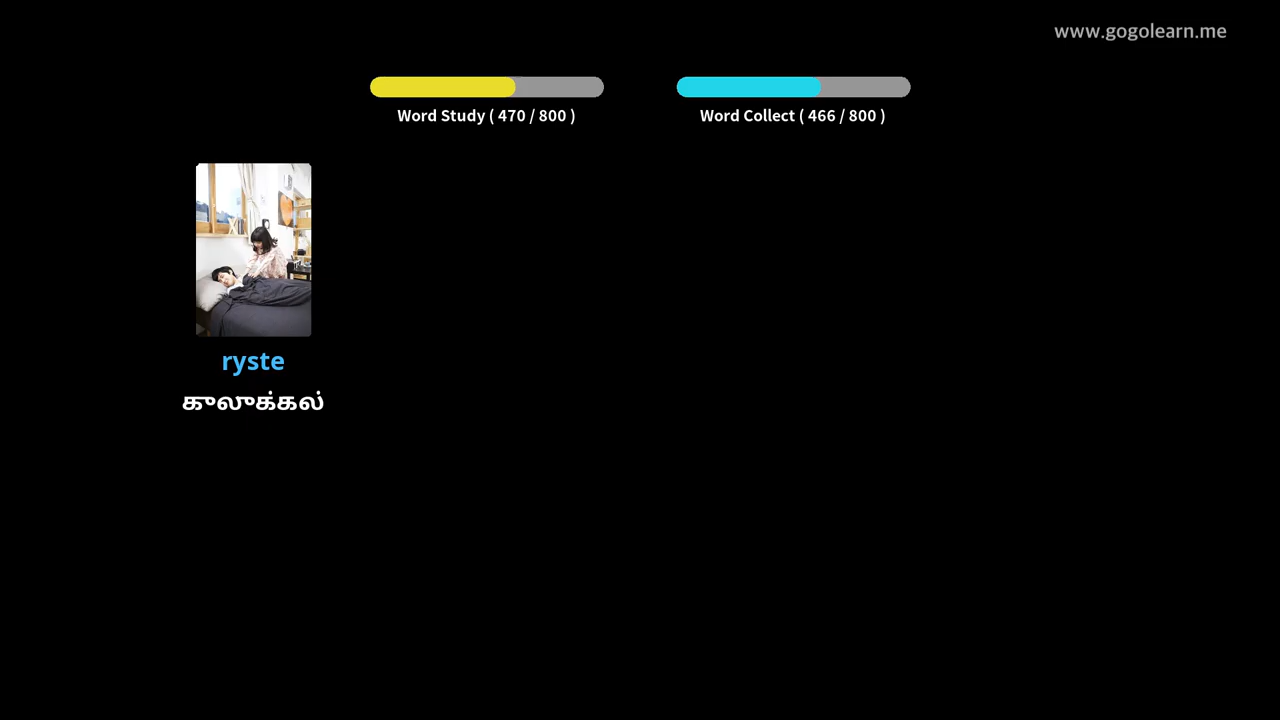 www.gogolearn.me
Word Study ( 470 / 800 )
Word Collect ( 466 / 800 )
ryste
குலுக்கல்